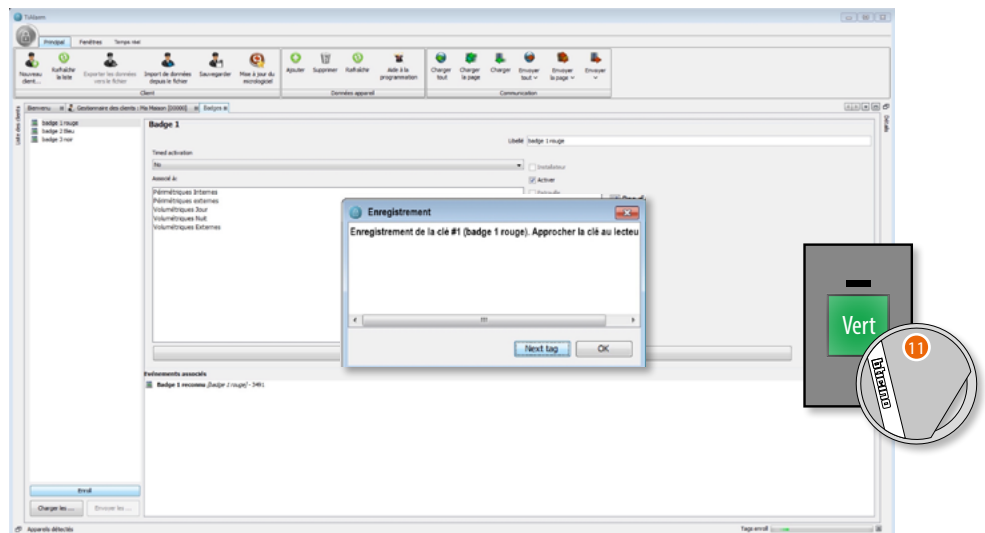 TiAlarm
Principal Fenêtres Temps réel
Nouveau client...
Rafraîchir la liste
Exporter les données vers le fichier
Import de données depuis le fichier
Sauvegarder
Mise à jour du micrologiciel
Ajouter
Supprimer
Rafraîchir
Aide à la programmation
Charger tout
Charger la page
Charger
Envoyer tout
Envoyer la page
Envoyer
Client
Données appareil
Communication
Liste des clients
Bienvenu
Gestionnaire des clients : Ma Maison [00000]
Badges
Détails
badge 1 rouge
badge 2 bleu
badge 3 noir
Badge 1
Libellé badge 1 rouge
Timed activation
No
Installateur
Associé à:
Activer
Périmétriques Internes
Périmétriques externes
Volumétriques Jour
Volumétriques Nuit
Volumétriques Externes
Enregistrement
Enregistrement de la clé #1 (badge 1 rouge). Approcher la clé au lecteu
Next tag
OK
Evénements associés
Badge 1 reconnu [badge 1 rouge] - 3491
Enroll
Charger les ...
Envoyer les ...
Appareils détectés
Tags enroll
Vert
11
bticino